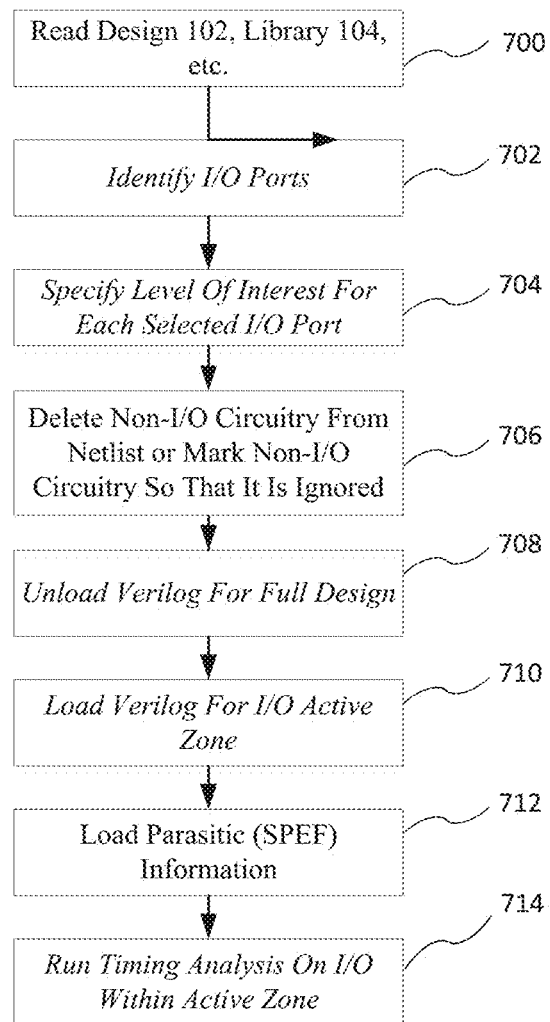 Read Design 102, Library 104,
etc.
700
Identify I/O Ports
702
Specify Level Of Interest For
Each Selected I/O Port
704
Delete Non-I/O Circuitry From
Netlist or Mark Non-I/O
Circuitry So That It Is Ignored
706
Unload Verilog For Full Design
708
Load Verilog For I/O Active
Zone
710
Load Parasitic (SPEF)
Information
712
Run Timing Analysis On I/O
Within Active Zone
714